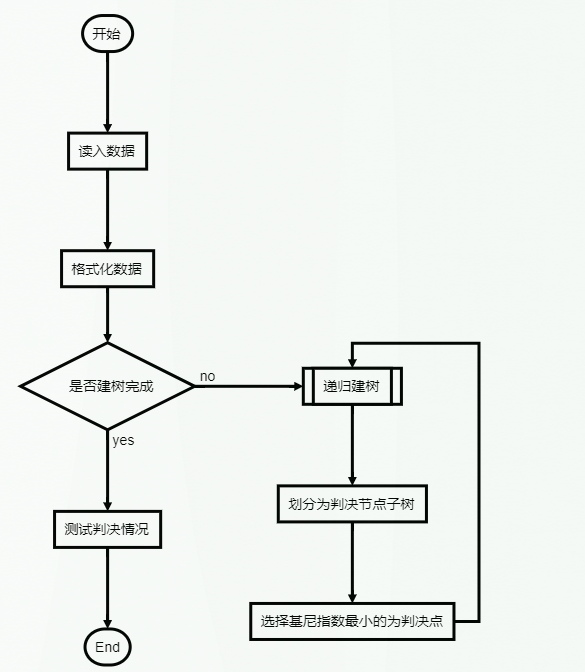 开始
读入数据
格式化数据
是否建树完成
no
递归建树
yes
划分为判决节点子树
测试判决情况
选择基尼指数最小的为判决点
End